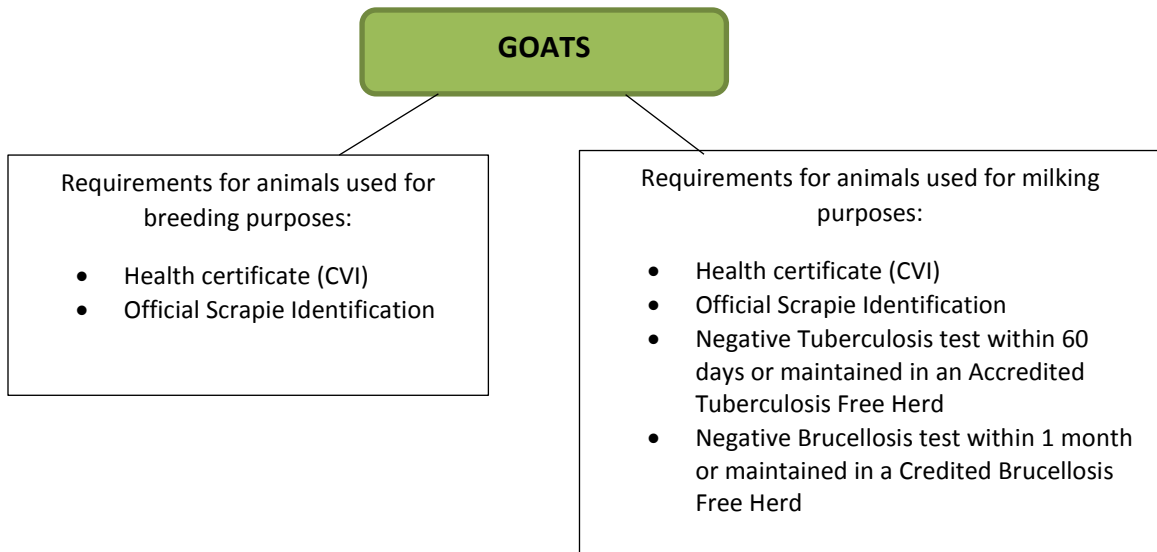 GOATS
Requirements for animals used for
breeding purposes:
• Health certificate (CVI)
• Official Scrapie Identification
Requirements for animals used for milking
purposes:
• Health certificate (CVI)
• Official Scrapie Identification
• Negative Tuberculosis test within 60
days or maintained in an Accredited
Tuberculosis Free Herd
• Negative Brucellosis test within 1 month
or maintained in a Credited Brucellosis
Free Herd